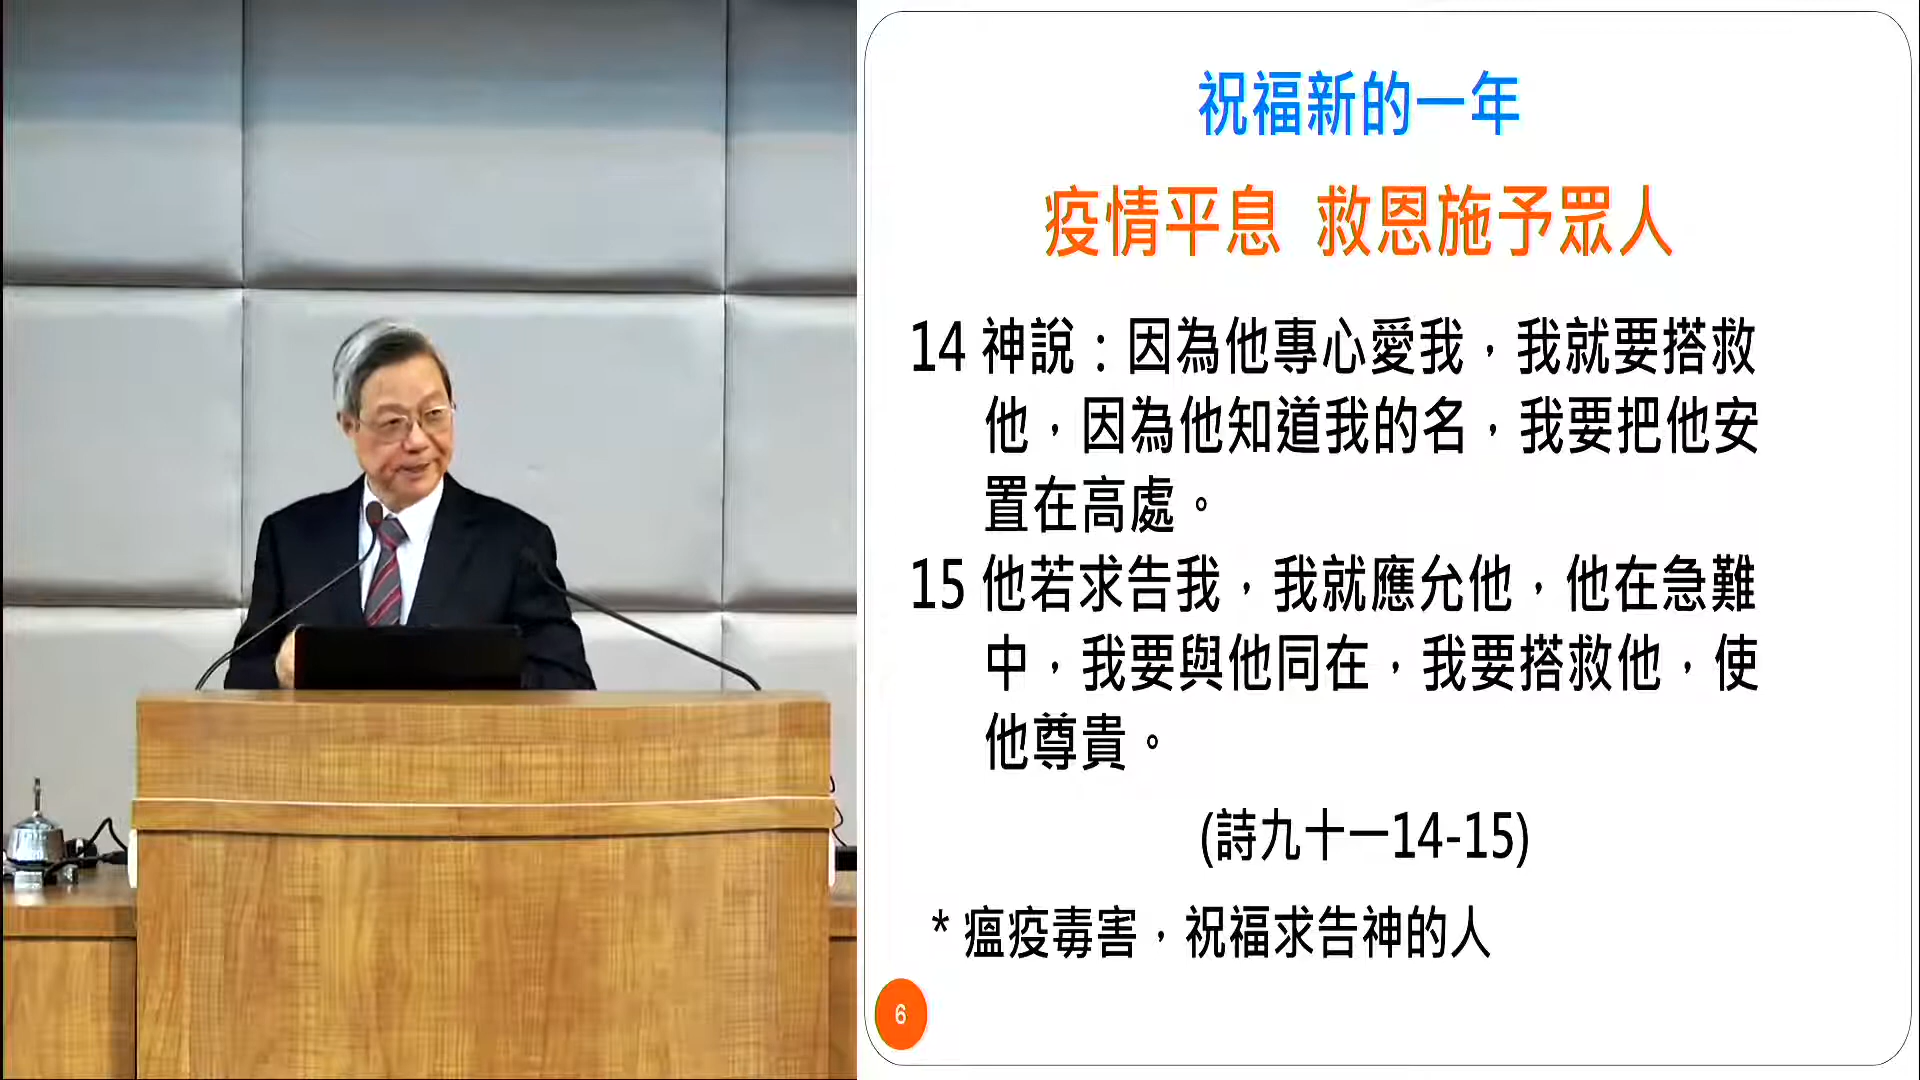 祝福新的一年
疫情平息 救恩施予眾人
14 神說：因為他專心愛我，我就要搭救
他，因為他知道我的名，我要把他安
置在高處。
15 他若求告我，我就應允他，他在急難
中，我要與他同在，我要搭救他，使
他尊貴。
(詩九十一14-15)
* 瘟疫毒害，祝福求告神的人
6